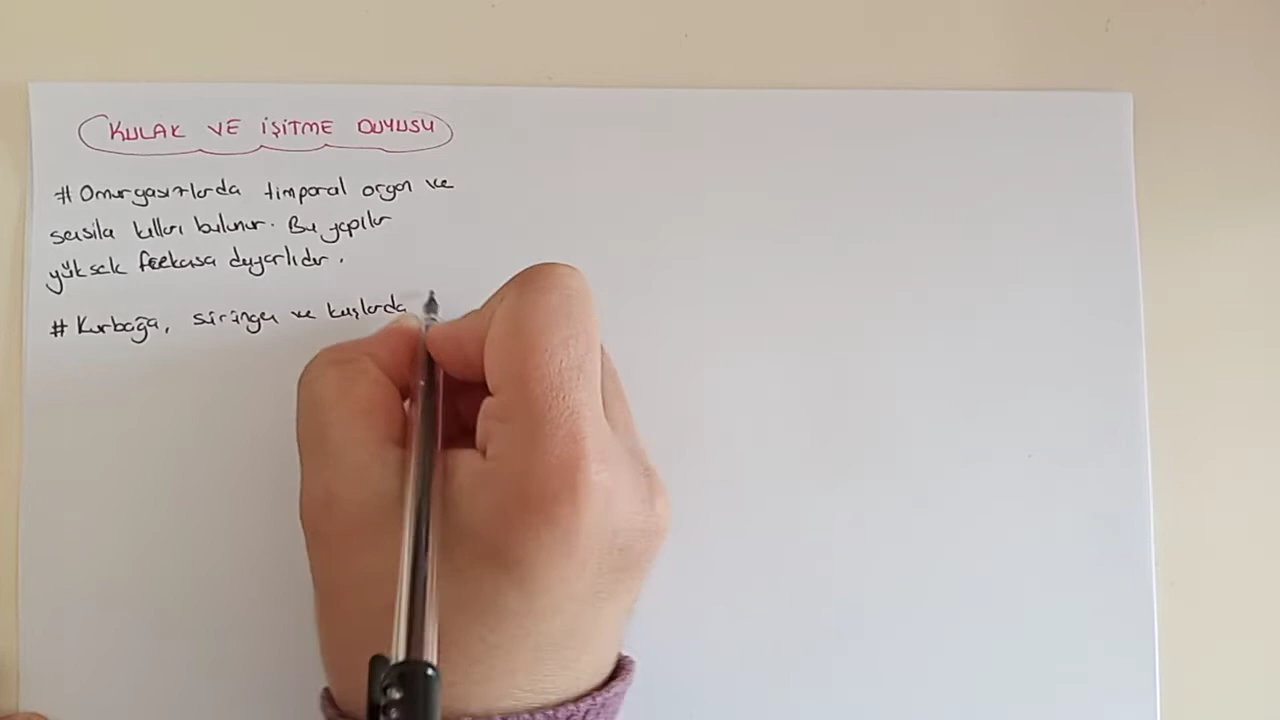 KULAK VE İŞİTME DUYUSU
# Omurgasızlarda timporal organ ve
sensila kılları bulunur. Bu yapılar
yüksek frekansa duyarlıdır.
# Kurbağa, sürüngen ve kuşlarda